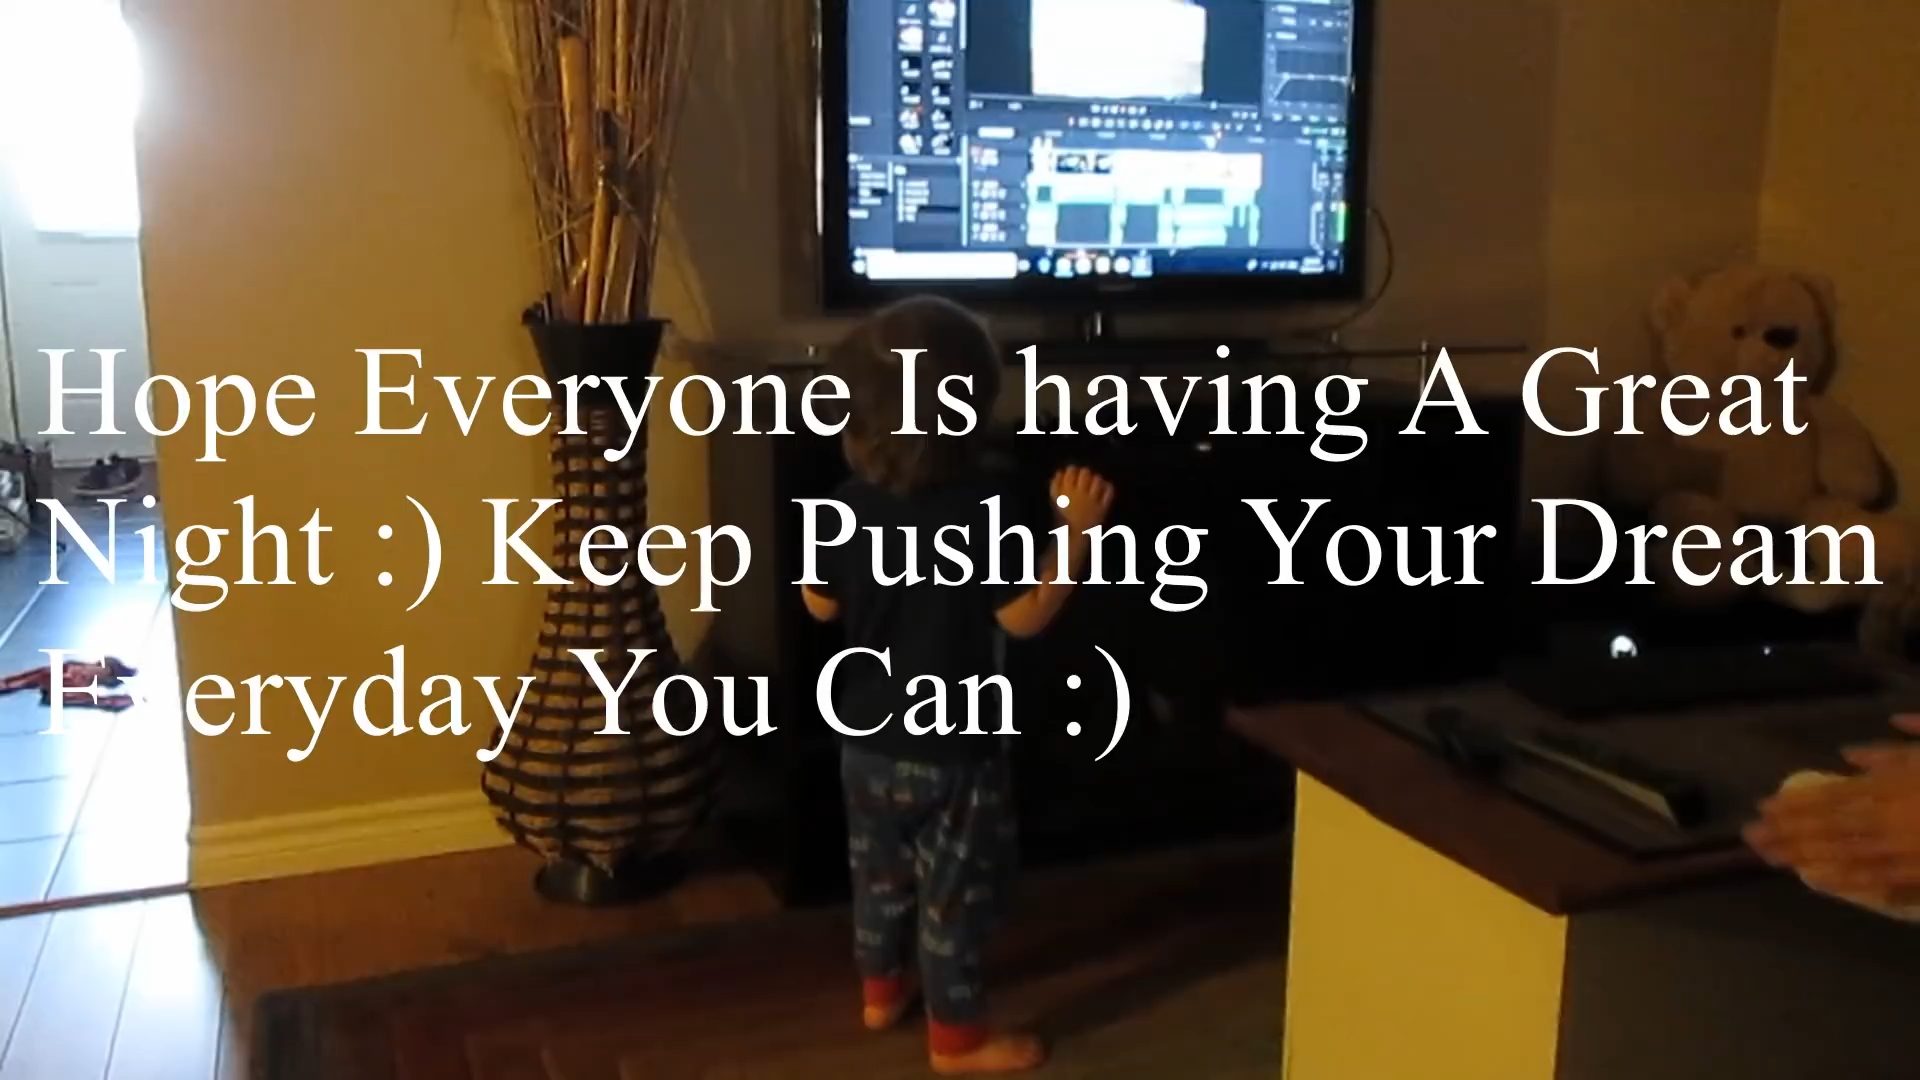 Hope Everyone Is having A Great
Night :) Keep Pushing Your Dream
Everyday You Can :)